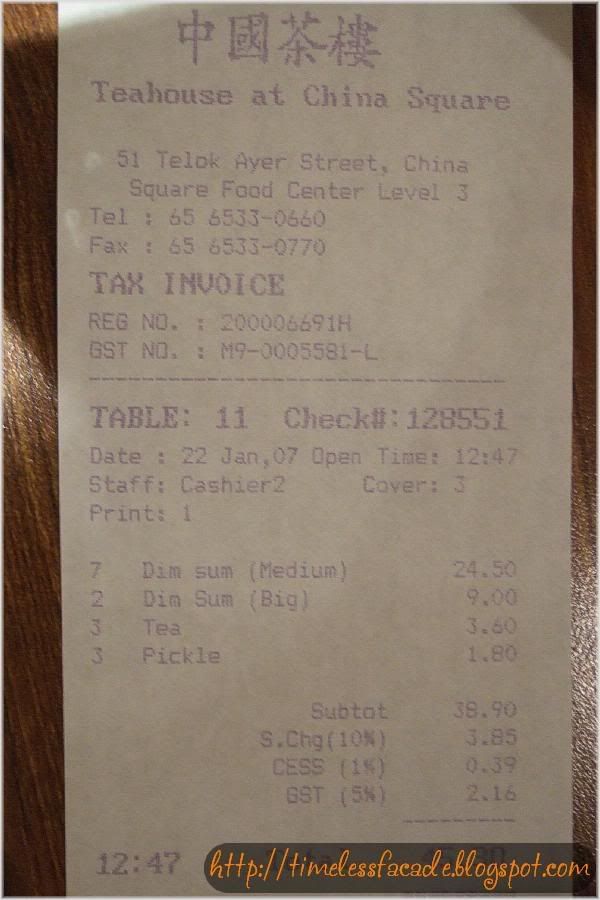 中國茶樓
Teahouse at China Square
51 Telok Ayer Street, China
Square Food Center Level 3
Tel : 65 6533-0660
Fax : 65 6533-0770
TAX INVOICE
REG NO. : 200006691H
GST NO. : M9-0005581-L
TABLE: 11 Check#:128551
Date : 22 Jan,07 Open Time: 12:47
Staff: Cashier2 Cover: 3
Print: 1
7 Dim sum (Medium) 24.50
2 Dim Sum (Big) 9.00
3 Tea 3.60
3 Pickle 1.80
Subtot 38.90
S.Chg(10%) 3.85
CESS (1%) 0.39
GST (5%) 2.16
12:47
http://timelessfacade.blogspot.com